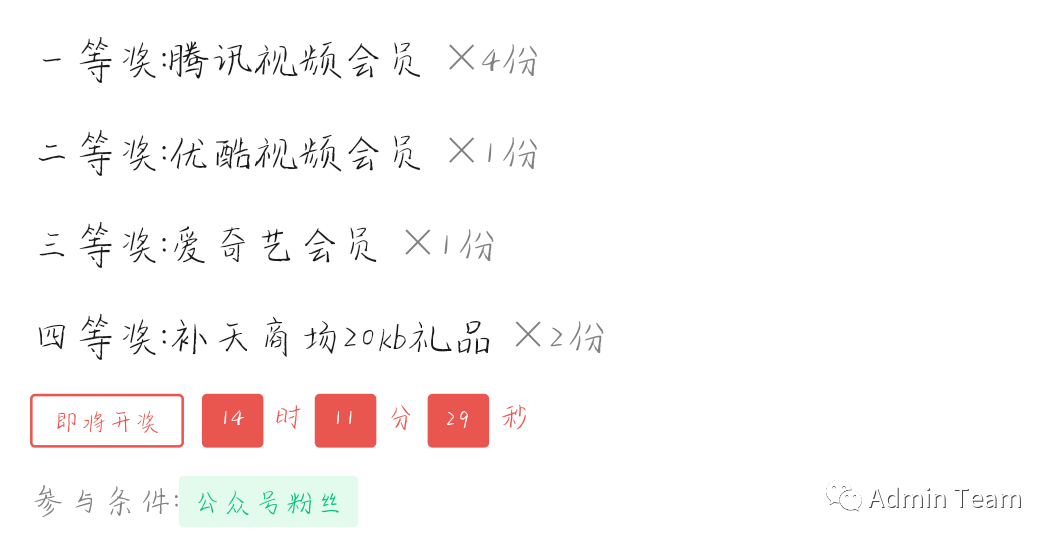 一等奖:腾讯视频会员 ×4份
二等奖:优酷视频会员 ×1份
三等奖:爱奇艺会员 ×1份
四等奖:补天商场20kb礼品 ×2份
即将开奖 14 时 11 分 29 秒
参与条件:公众号粉丝
Admin Team